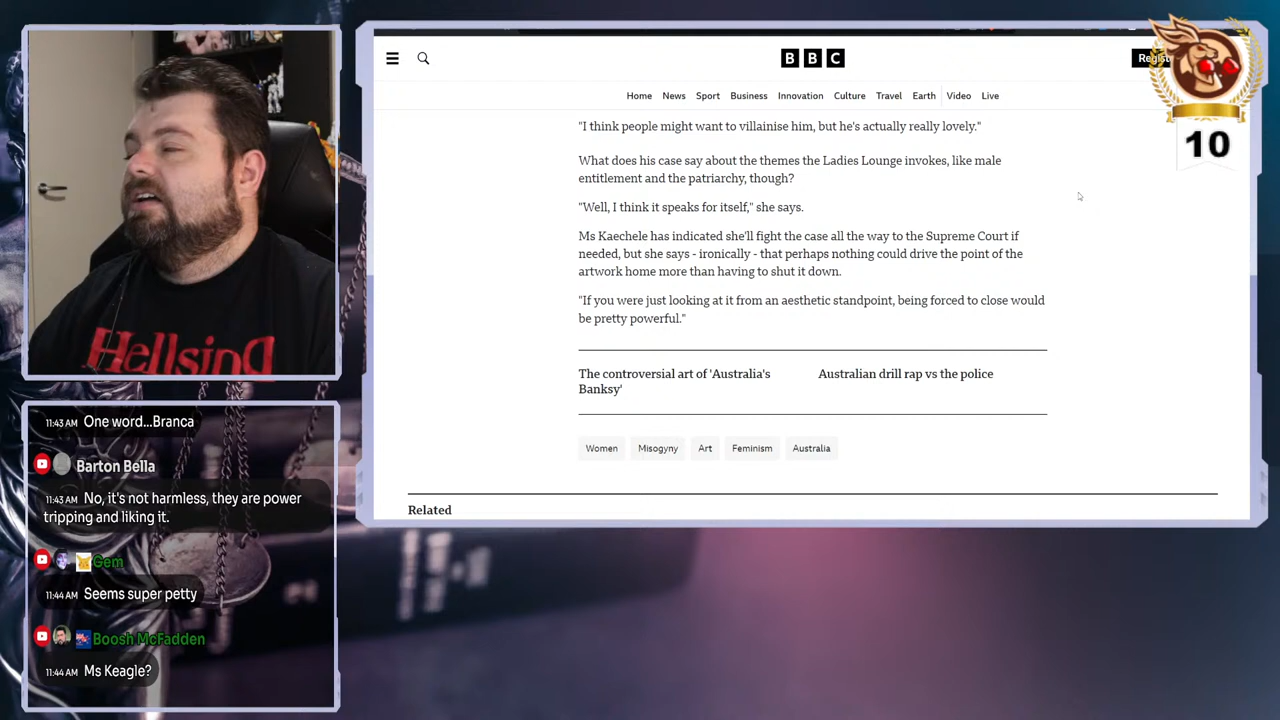 Hellsing
11:43 AM One word...Branca
Barton Bella
11:43 AM No, it's not harmless, they are power
tripping and liking it.
Gem
11:44 AM Seems super petty
Boosh McFadden
11:44 AM Ms Keagle?
BBC
Home News Sport Business Innovation Culture Travel Earth Video Live
10
"I think people might want to villainise him, but he's actually really lovely."
What does his case say about the themes the Ladies Lounge invokes, like male
entitlement and the patriarchy, though?
"Well, I think it speaks for itself," she says.
Ms Kaechele has indicated she'll fight the case all the way to the Supreme Court if
needed, but she says - ironically - that perhaps nothing could drive the point of the
artwork home more than having to shut it down.
"If you were just looking at it from an aesthetic standpoint, being forced to close would
be pretty powerful."
The controversial art of 'Australia's
Banksy'
Australian drill rap vs the police
Women Misogyny Art Feminism Australia
Related